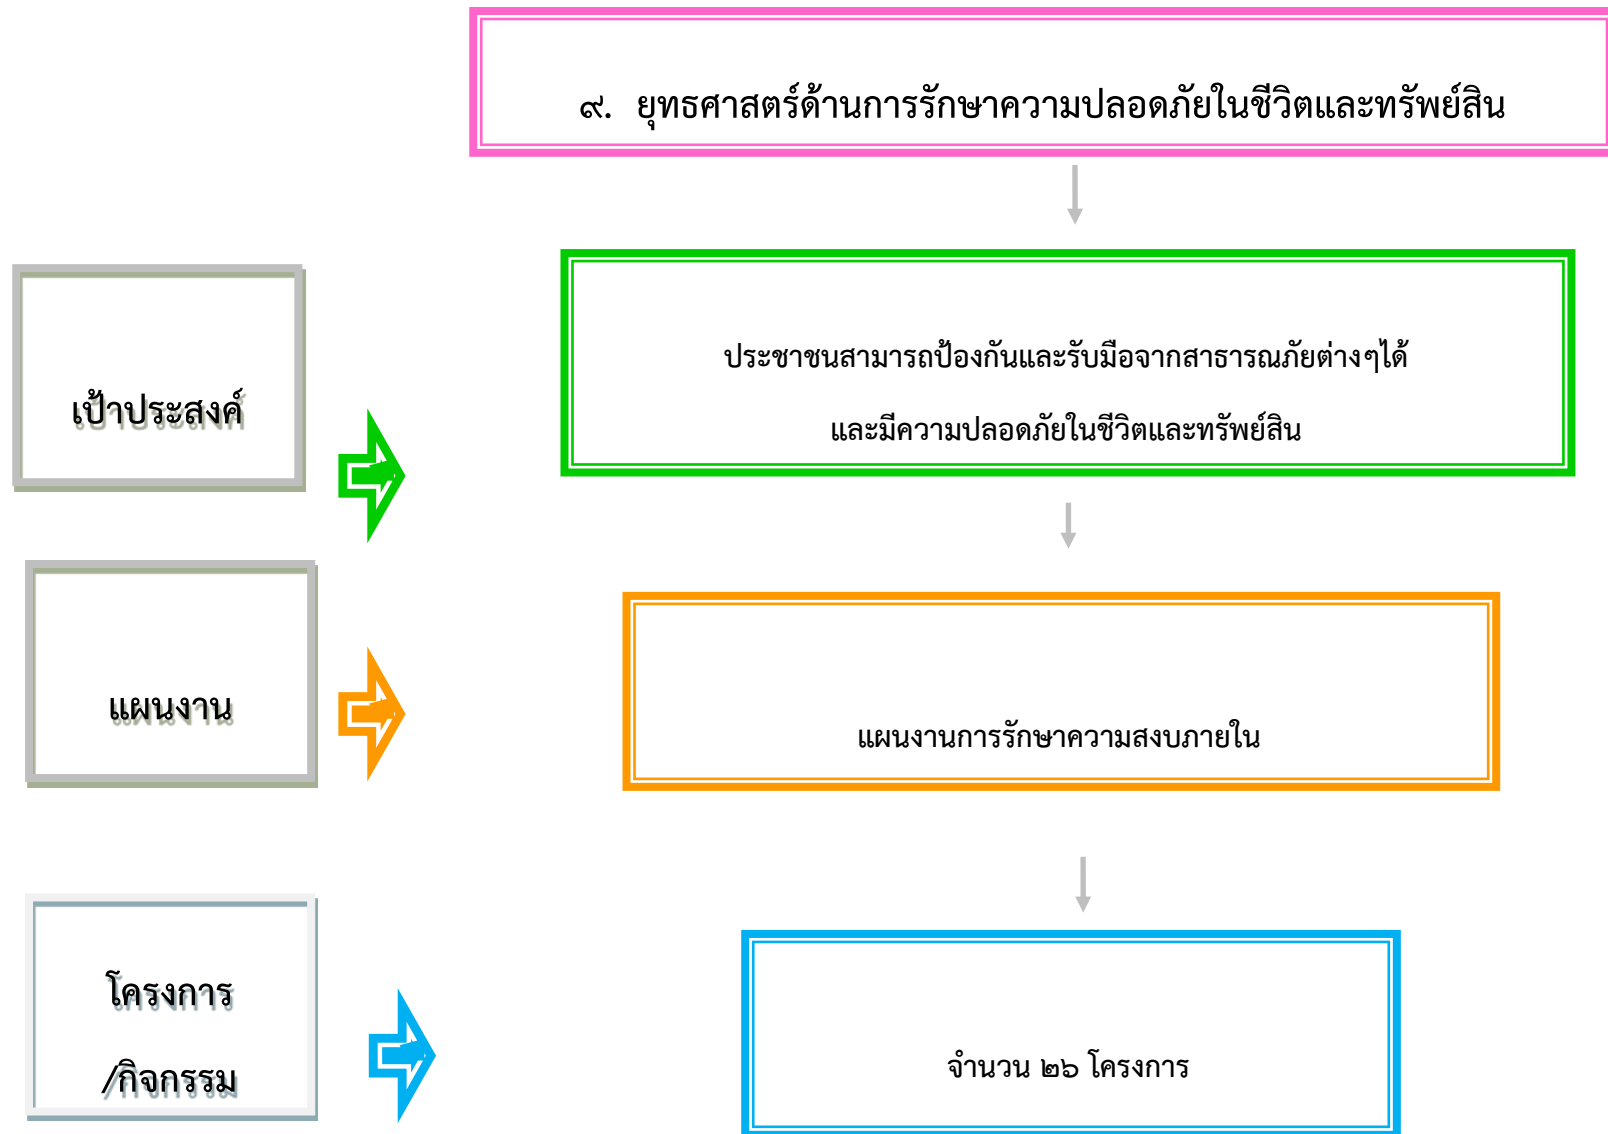 ๙. ยุทธศาสตร์ด้านการรักษาความปลอดภัยในชีวิตและทรัพย์สิน
เป้าประสงค์
ประชาชนสามารถป้องกันและรับมือจากสาธารณภัยต่างๆได้
และมีความปลอดภัยในชีวิตและทรัพย์สิน
แผนงาน
แผนงานการรักษาความสงบภายใน
โครงการ
/กิจกรรม
จำนวน ๒๖ โครงการ